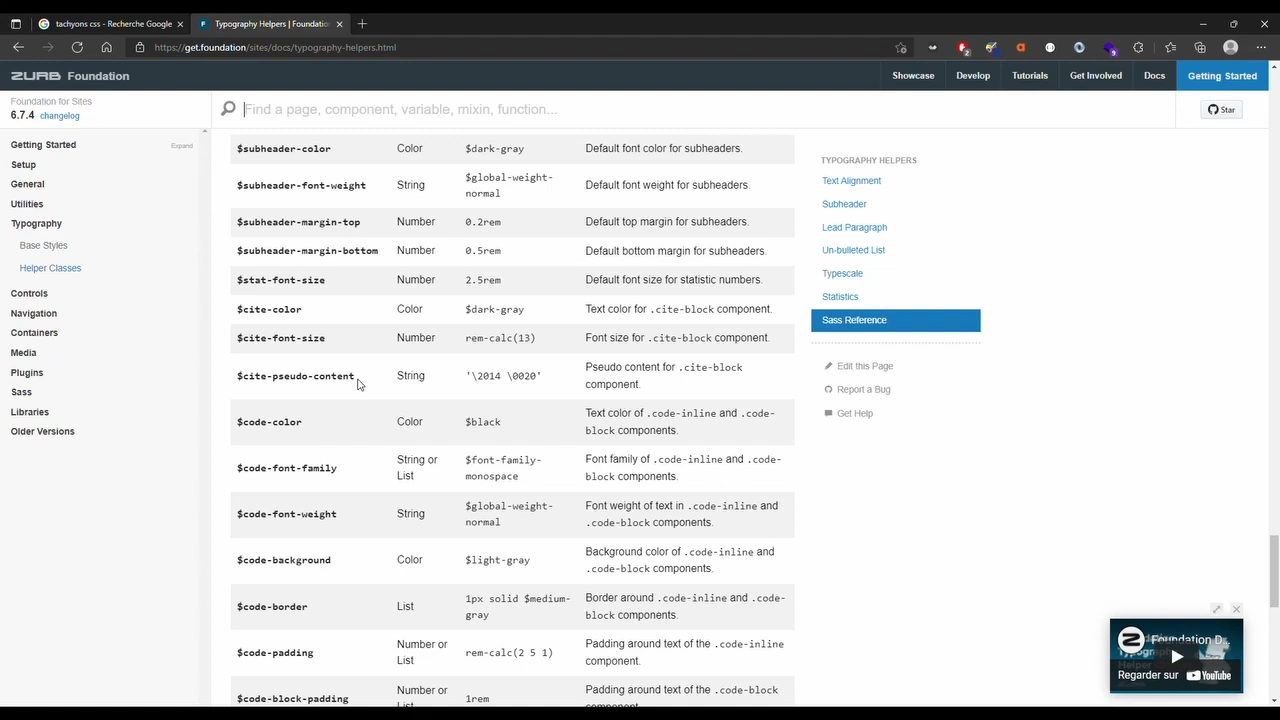 tachyons css - Recherche Google
Typography Helpers | Foundation
https://get.foundation/sites/docs/typography-helpers.html
2
9
ZURB Foundation
Showcase
Develop
Tutorials
Get Involved
Docs
Getting Started
Foundation for Sites
6.7.4 changelog
Find a page, component, variable, mixin, function...
Star
Getting Started
Expand
Setup
General
Utilities
Typography
Base Styles
Helper Classes
Controls
Navigation
Containers
Media
Plugins
Sass
Libraries
Older Versions
$subheader-color Color $dark-gray Default font color for subheaders.
$subheader-font-weight String $global-weight-
normal Default font weight for subheaders.
$subheader-margin-top Number 0.2rem Default top margin for subheaders.
$subheader-margin-bottom Number 0.5rem Default bottom margin for subheaders.
$stat-font-size Number 2.5rem Default font size for statistic numbers.
$cite-color Color $dark-gray Text color for .cite-block component.
$cite-font-size Number rem-calc(13) Font size for .cite-block component.
$cite-pseudo-content String '\2014 \0020' Pseudo content for .cite-block
component.
$code-color Color $black Text color of .code-inline and .code-
block components.
$code-font-family String or
List $font-family-
monospace Font family of .code-inline and .code-
block components.
$code-font-weight String $global-weight-
normal Font weight of text in .code-inline and
.code-block components.
$code-background Color $light-gray Background color of .code-inline and
.code-block components.
$code-border List 1px solid $medium-
gray Border around .code-inline and .code-
block components.
$code-padding Number or
List rem-calc(2 5 1) Padding around text of the .code-inline
component.
$code-block-padding Number or
List 1rem Padding around text of the .code-block
component.
TYPOGRAPHY HELPERS
Text Alignment
Subheader
Lead Paragraph
Un-bulleted List
Typescale
Statistics
Sass Reference
Edit this Page
Report a Bug
Get Help
Foundation D...
Typography
Helper
Regarder sur YouTube